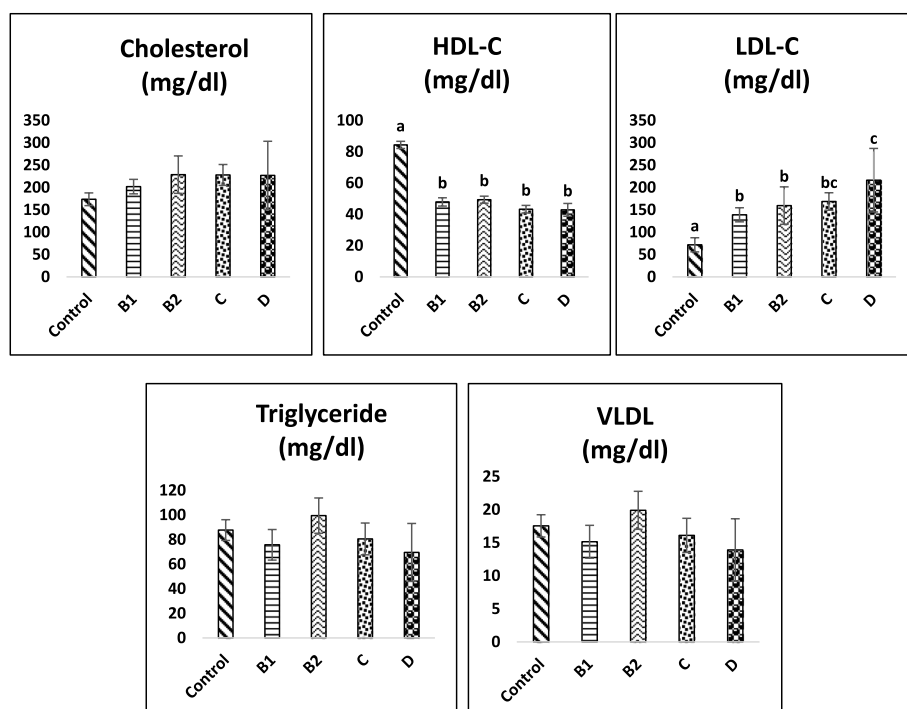 Cholesterol
(mg/dl)
350
300
250
200
150
100
50
0
Control
B1
B2
C
D
HDL-C
(mg/dl)
100
80
60
40
20
0
a
b
b
b
b
Control
B1
B2
C
D
LDL-C
(mg/dl)
350
300
250
200
150
100
50
0
a
b
b
bc
c
Control
B1
B2
C
D
Triglyceride
(mg/dl)
120
100
80
60
40
20
0
Control
B1
B2
C
D
VLDL
(mg/dl)
25
20
15
10
5
0
Control
B1
B2
C
D